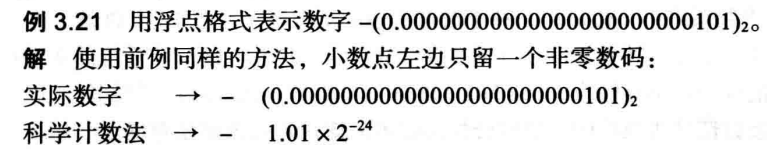 例 3.21 用浮点格式表示数字 –(0.00000000000000000000000101)₂。
解 使用前例同样的方法，小数点左边只留一个非零数码：
实际数字 → – (0.00000000000000000000000101)₂
科学计数法 → – 1.01 × 2⁻²⁴